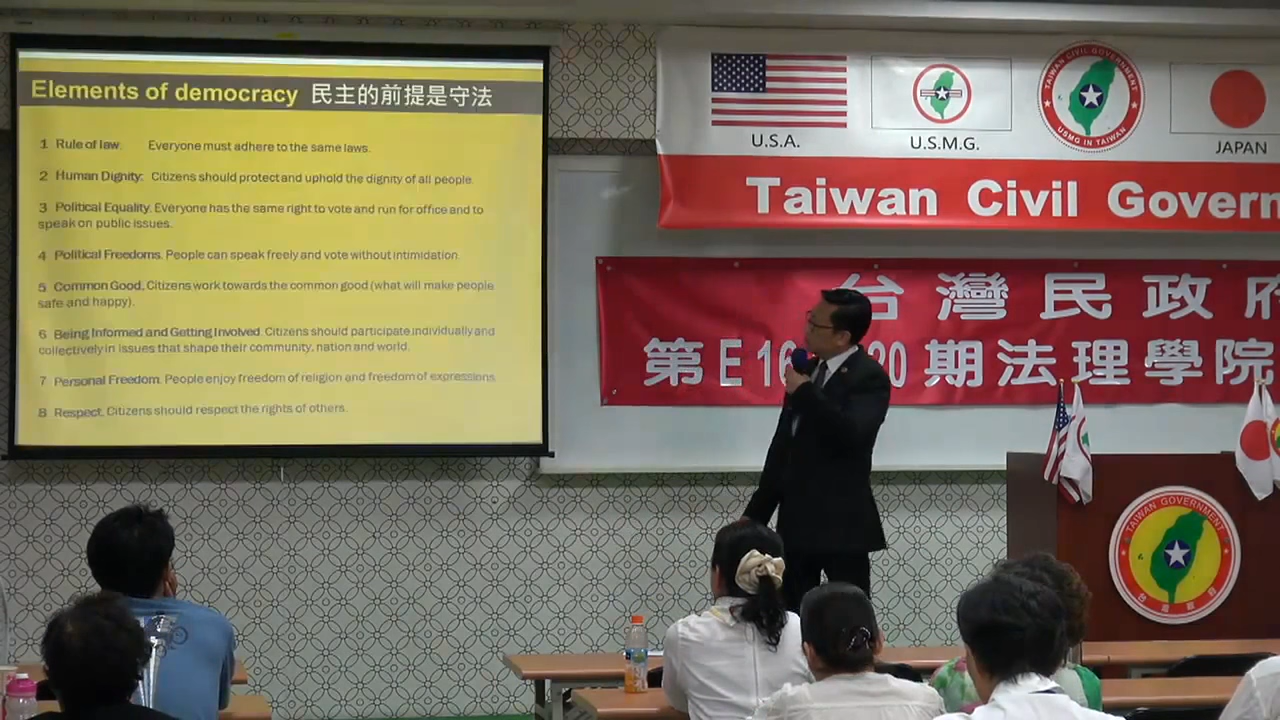 Elements of democracy 民主的前提是守法
1 Rule of law. Everyone must adhere to the same laws.
2 Human Dignity: Citizens should protect and uphold the dignity of all people.
3 Political Equality. Everyone has the same right to vote and run for office and to
speak on public issues.
4 Political Freedoms. People can speak freely and vote without intimidation.
5 Common Good. Citizens work towards the common good (what will make people
safe and happy).
6 Being Informed and Getting Involved. Citizens should participate individually and
collectively in issues that shape their community, nation and world.
7 Personal Freedom. People enjoy freedom of religion and freedom of expressions.
8 Respect. Citizens should respect the rights of others.
TAIWAN CIVIL GOVERNMENT
USMG IN TAIWAN
U.S.A. U.S.M.G. JAPAN
Taiwan Civil Govern
台灣民政府
第E16 20期法理學院
TAIWAN GOVERNMENT
台灣政府